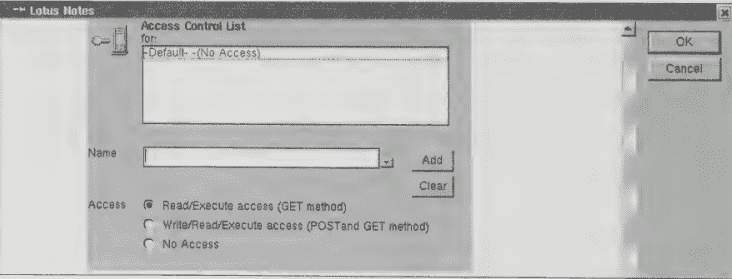 Lotus Notes
Access Control List
for:
-Default- -(No Access)
OK
Cancel
Name
Add
Clear
Access
Read/Execute access (GET method)
Write/Read/Execute access (POSTand GET method)
No Access